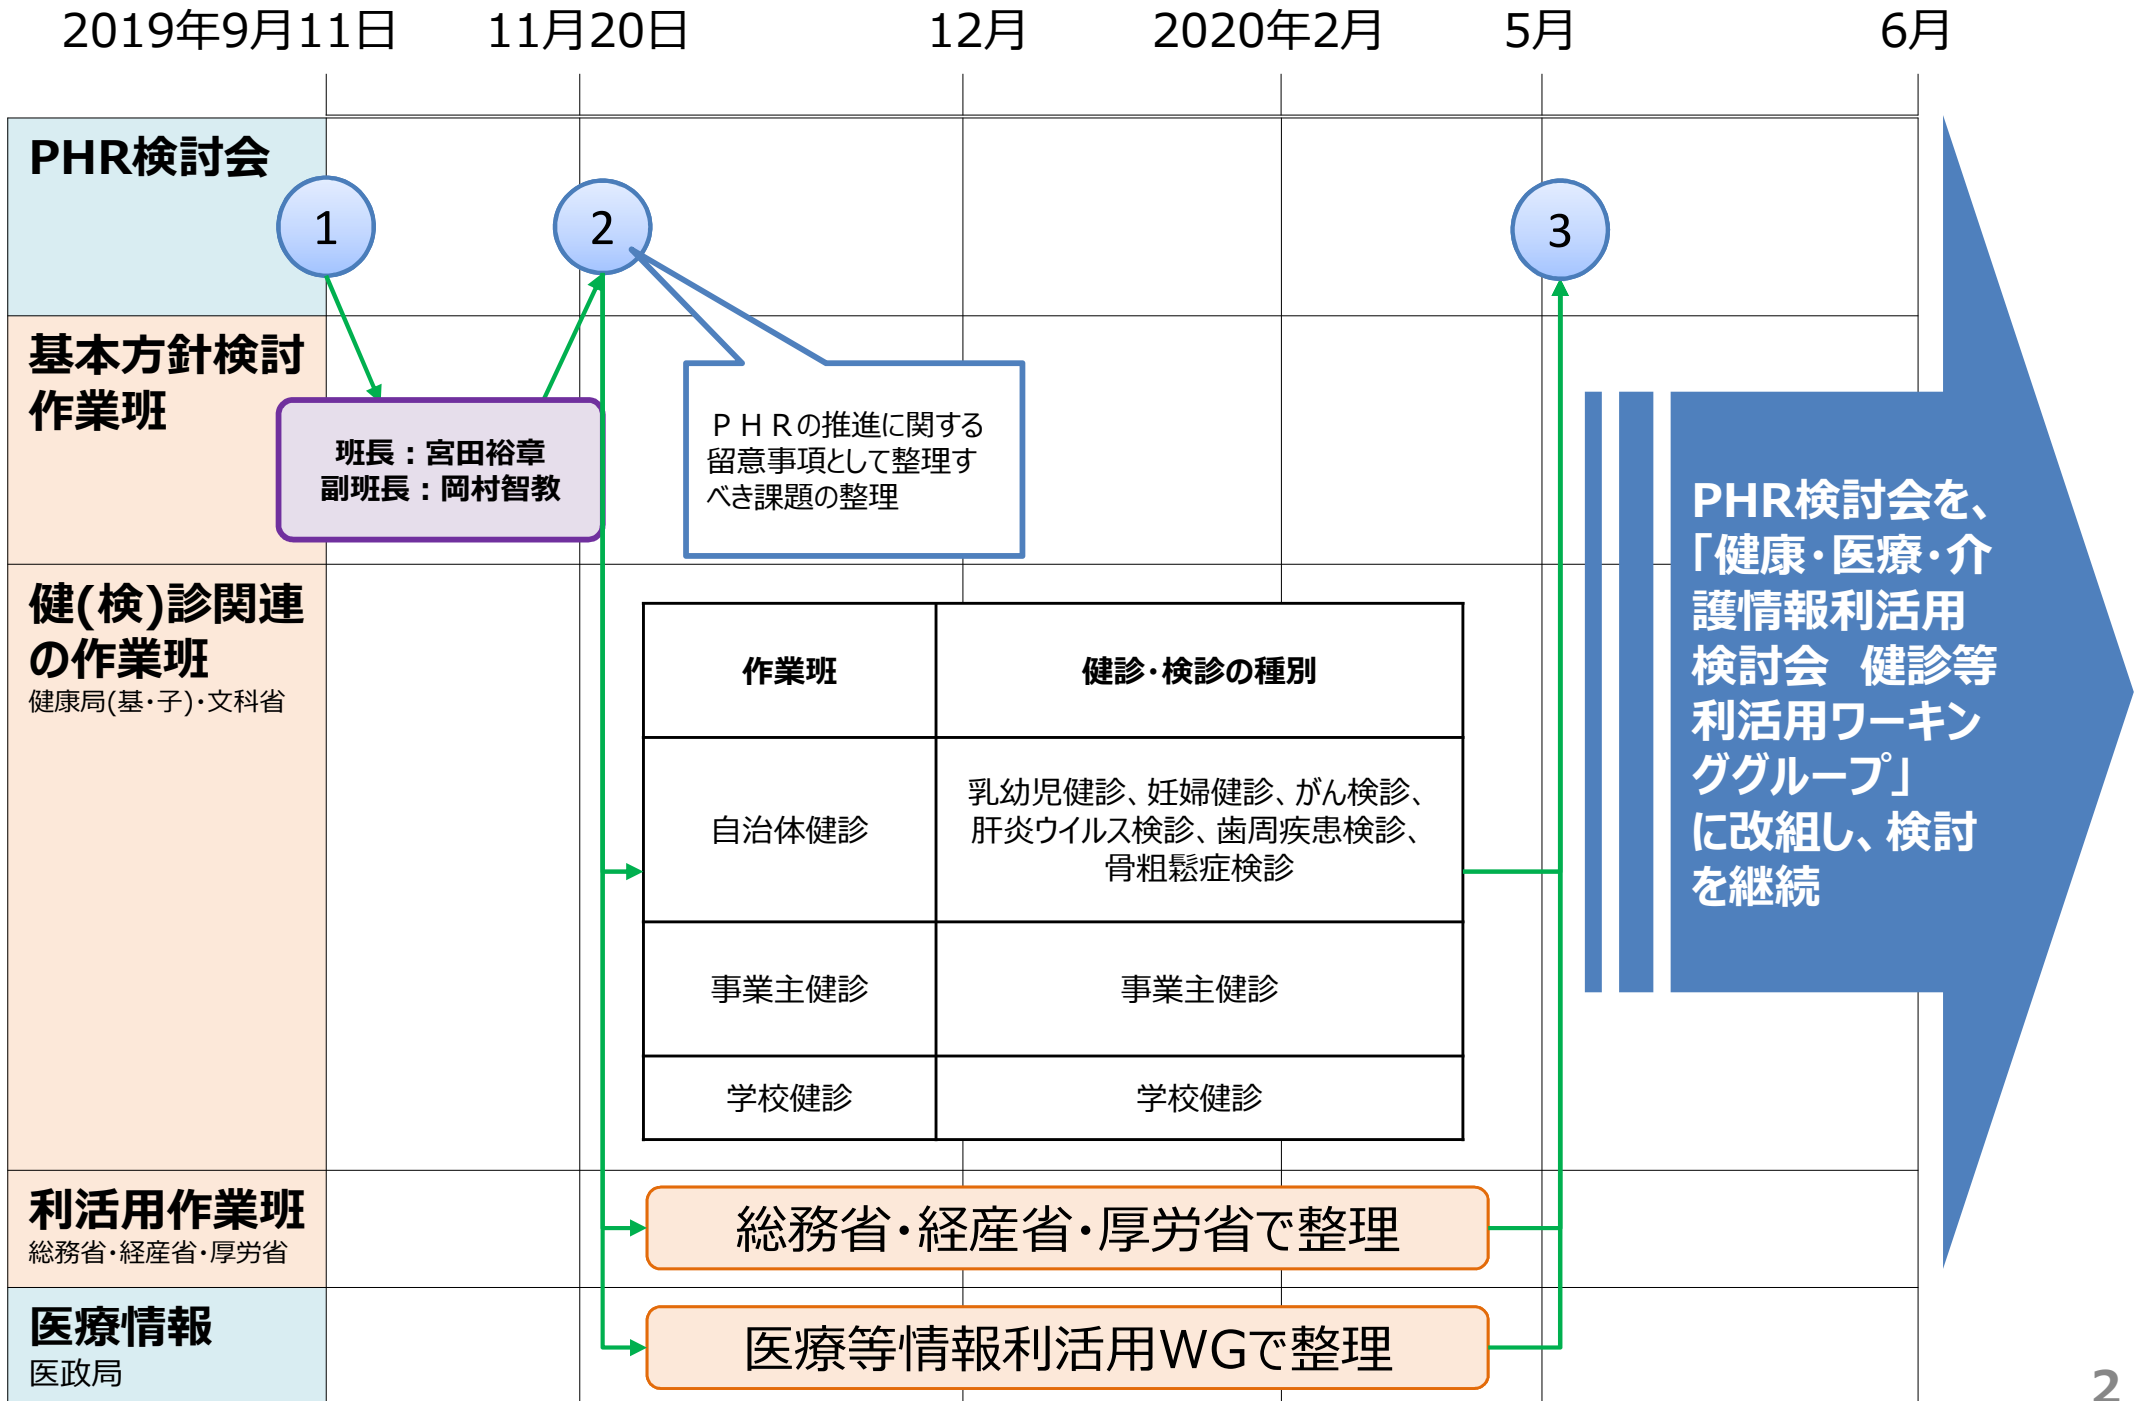 2019年9月11日 11月20日 12月 2020年2月 5月 6月
PHR検討会
1
2
3
基本方針検討
作業班
班長：宮田裕章
副班長：岡村智教
ＰＨＲの推進に関する
留意事項として整理す
べき課題の整理
健(検)診関連
の作業班
健康局(基・子)・文科省
作業班 健診・検診の種別
自治体健診
乳幼児健診、妊婦健診、がん検診、
肝炎ウイルス検診、歯周疾患検診、
骨粗鬆症検診
事業主健診 事業主健診
学校健診 学校健診
利活用作業班
総務省・経産省・厚労省
総務省・経産省・厚労省で整理
医療情報
医政局
医療等情報利活用WGで整理
PHR検討会を、
「健康・医療・介
護情報利活用
検討会　健診等
利活用ワーキン
ググループ」
に改組し、検討
を継続
2